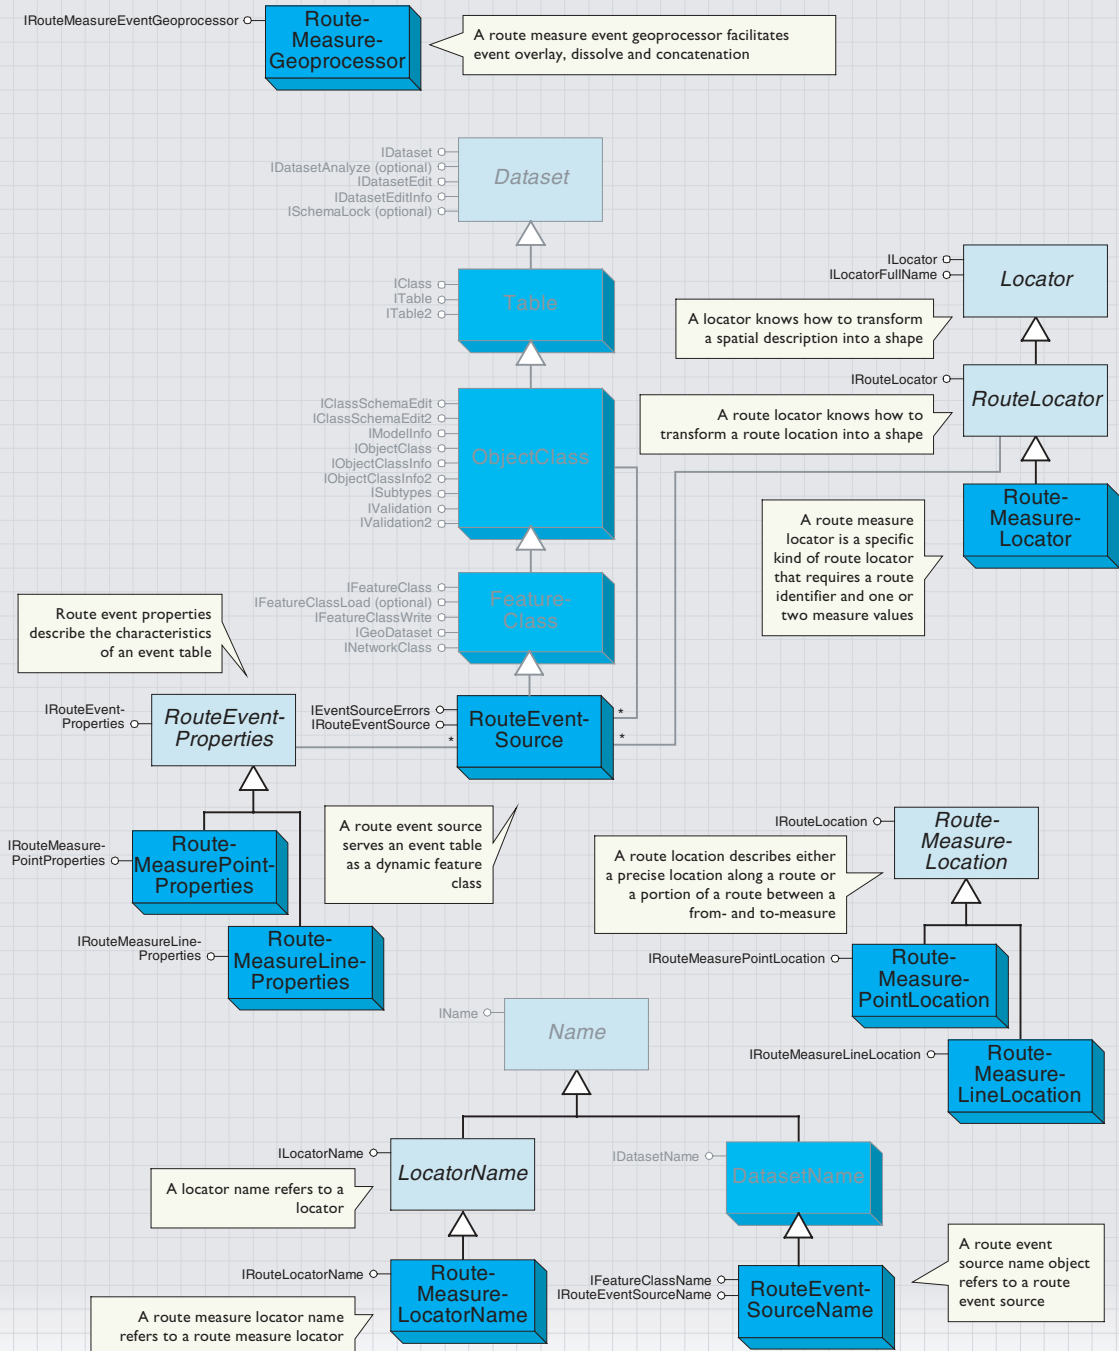 IRouteMeasureEventGeoprocessor
Route-
Measure-
Geoprocessor
A route measure event geoprocessor facilitates
event overlay, dissolve and concatenation
IDataset
IDatasetAnalyze (optional)
IDatasetEdit
IDatasetEditInfo
ISchemaLock (optional)
Dataset
IClass
ITable
ITable2
Table
ILocator
ILocatorFullName
Locator
A locator knows how to transform
a spatial description into a shape
IRouteLocator
RouteLocator
A route locator knows how to
transform a route location into a shape
IClassSchemaEdit
IClassSchemaEdit2
IModelInfo
IObjectClass
IObjectClassInfo
IObjectClassInfo2
ISubtypes
IValidation
IValidation2
ObjectClass
Route-
Measure-
Locator
A route measure
locator is a specific
kind of route locator
that requires a route
identifier and one or
two measure values
IFeatureClass
IFeatureClassLoad (optional)
IFeatureClassWrite
IGeoDataset
INetworkClass
Feature-
Class
Route event properties
describe the characteristics
of an event table
IRouteEvent-
Properties
RouteEvent-
Properties
*
IEventSourceErrors
IRouteEventSource
RouteEvent-
Source
*
*
A route event source
serves an event table
as a dynamic feature
class
IRouteMeasure-
PointProperties
Route-
MeasurePoint-
Properties
IRouteMeasureLine-
Properties
Route-
MeasureLine-
Properties
IRouteLocation
Route-
Measure-
Location
A route location describes either
a precise location along a route or
a portion of a route between a
from- and to-measure
IRouteMeasurePointLocation
Route-
Measure-
PointLocation
IRouteMeasureLineLocation
Route-
Measure-
LineLocation
IName
Name
ILocatorName
LocatorName
A locator name refers to a
locator
IDatasetName
DatasetName
IRouteLocatorName
Route-
Measure-
LocatorName
A route measure locator name
refers to a route measure locator
IFeatureClassName
IRouteEventSourceName
RouteEvent-
SourceName
A route event
source name object
refers to a route
event source